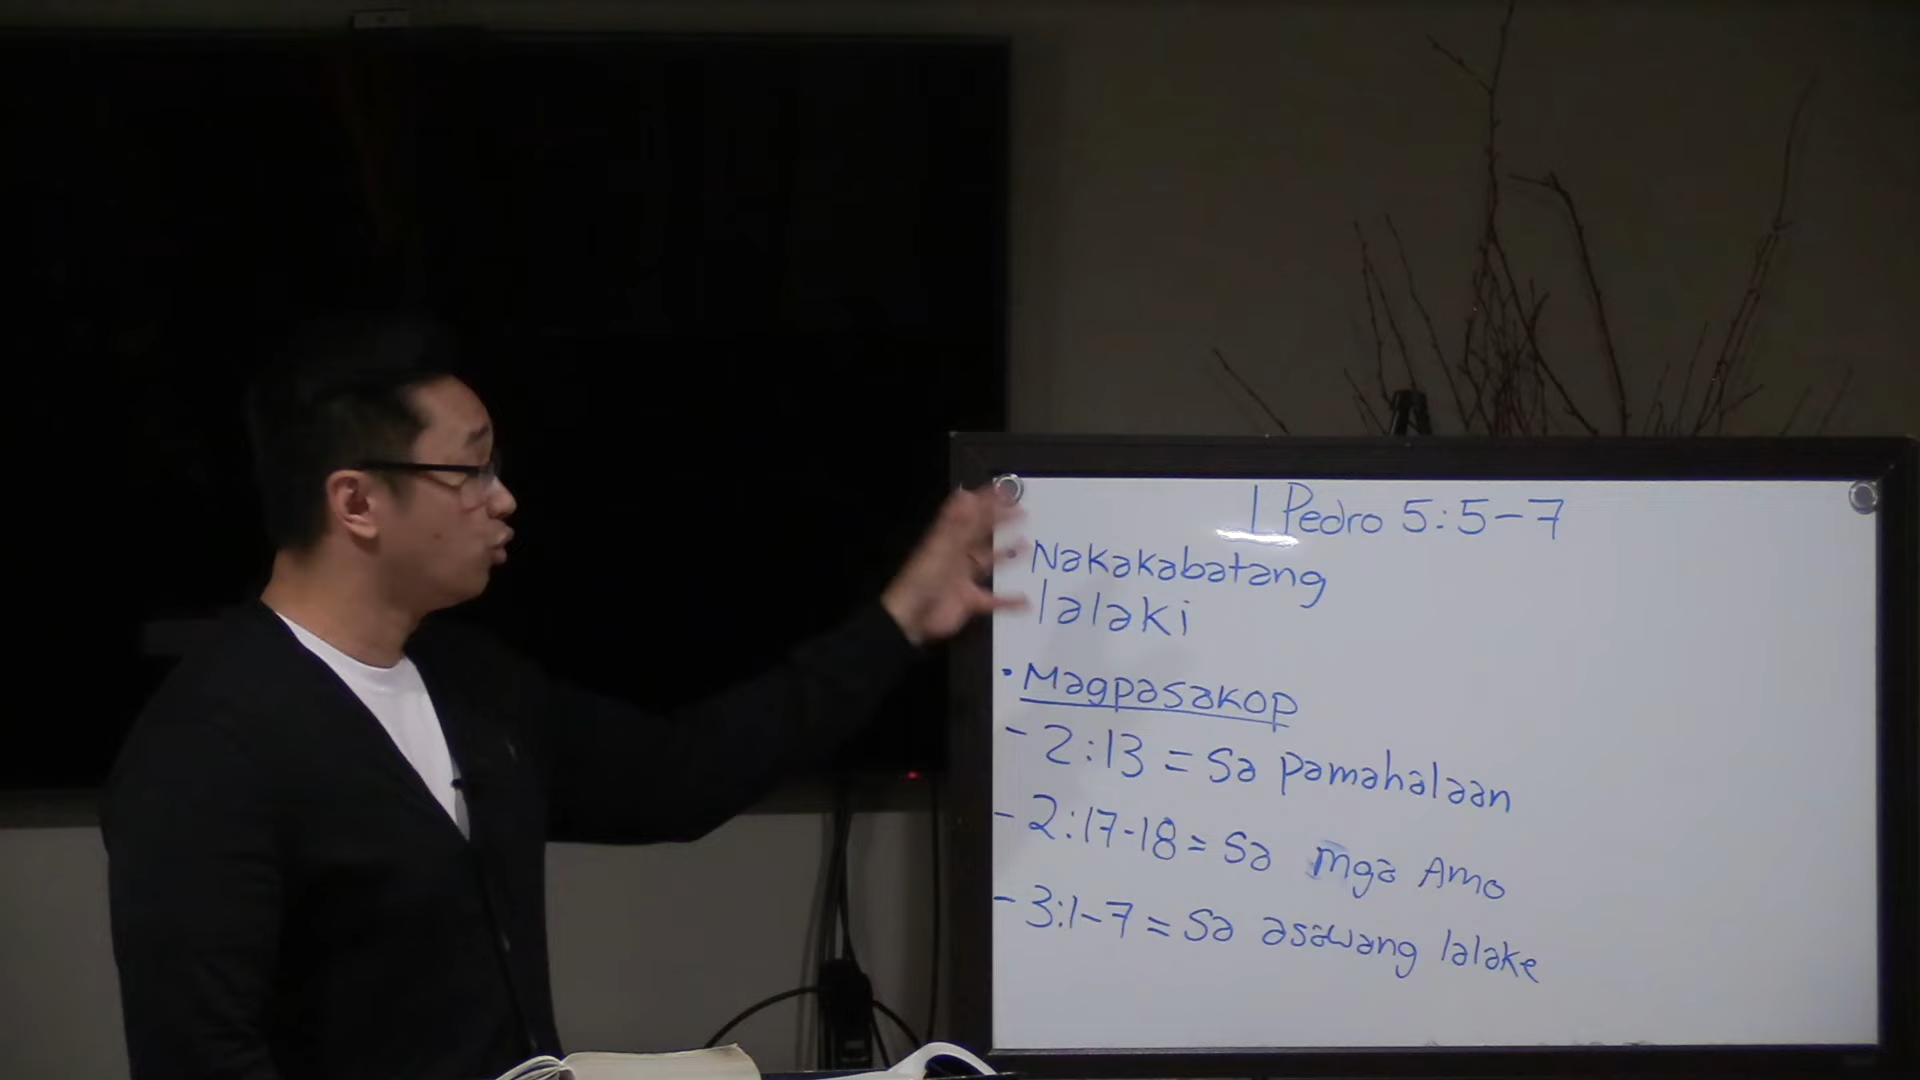 1 Pedro 5:5-7
• Nakakabatang
lalaki
• Magpasakop
- 2:13 = Sa pamahalaan
- 2:17-18 = Sa mga Amo
- 3:1-7 = Sa asawang lalake